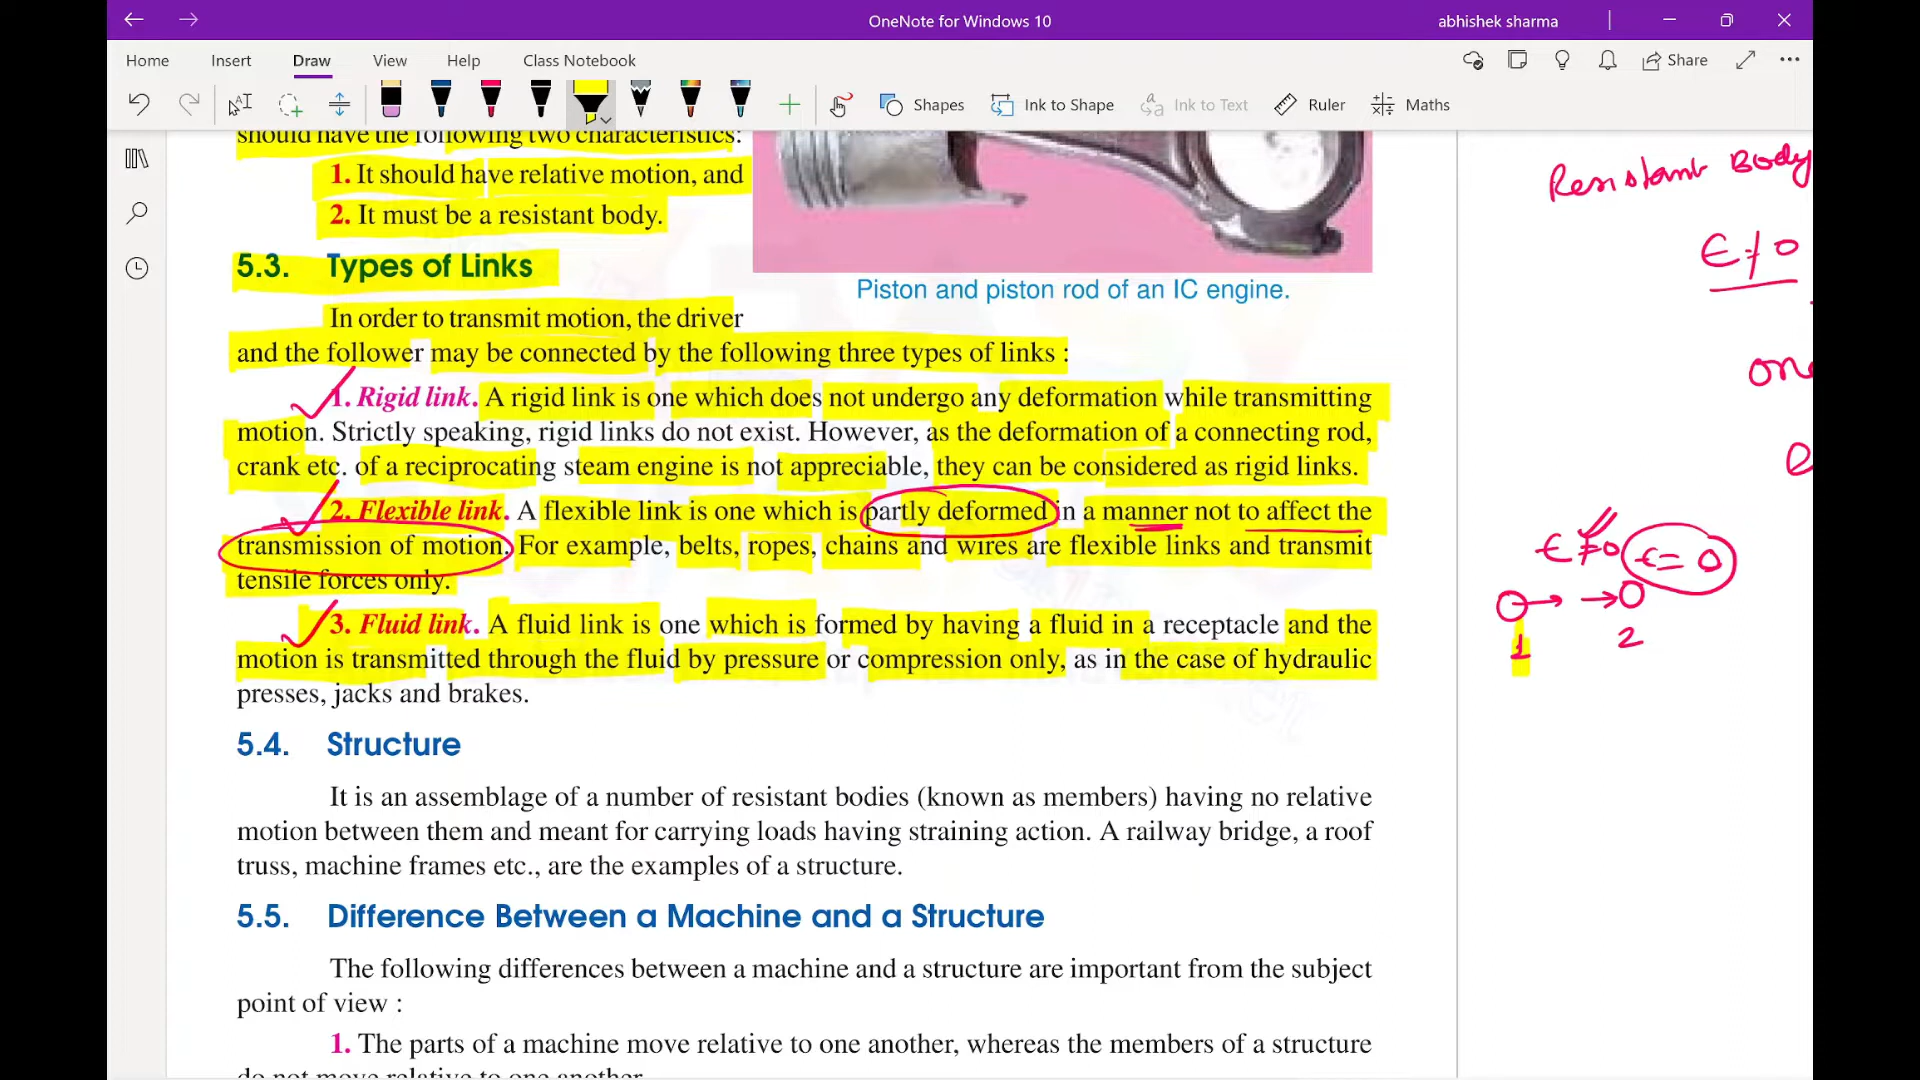 OneNote for Windows 10
abhishek sharma
Home Insert Draw View Help Class Notebook
Share
Shapes Ink to Shape Ink to Text Ruler Maths
should have the following two characteristics:
1. It should have relative motion, and
2. It must be a resistant body.
5.3. Types of Links
Piston and piston rod of an IC engine.
In order to transmit motion, the driver
and the follower may be connected by the following three types of links :
1. Rigid link. A rigid link is one which does not undergo any deformation while transmitting
motion. Strictly speaking, rigid links do not exist. However, as the deformation of a connecting rod,
crank etc. of a reciprocating steam engine is not appreciable, they can be considered as rigid links.
2. Flexible link. A flexible link is one which is partly deformed in a manner not to affect the
transmission of motion. For example, belts, ropes, chains and wires are flexible links and transmit
tensile forces only.
3. Fluid link. A fluid link is one which is formed by having a fluid in a receptacle and the
motion is transmitted through the fluid by pressure or compression only, as in the case of hydraulic
presses, jacks and brakes.
5.4. Structure
It is an assemblage of a number of resistant bodies (known as members) having no relative
motion between them and meant for carrying loads having straining action. A railway bridge, a roof
truss, machine frames etc., are the examples of a structure.
5.5. Difference Between a Machine and a Structure
The following differences between a machine and a structure are important from the subject
point of view :
1. The parts of a machine move relative to one another, whereas the members of a structure
do not move relative to one another.
Resistant Body
ϵ ≠ 0
one
ϵ ≠ 0 ϵ = 0
1 2